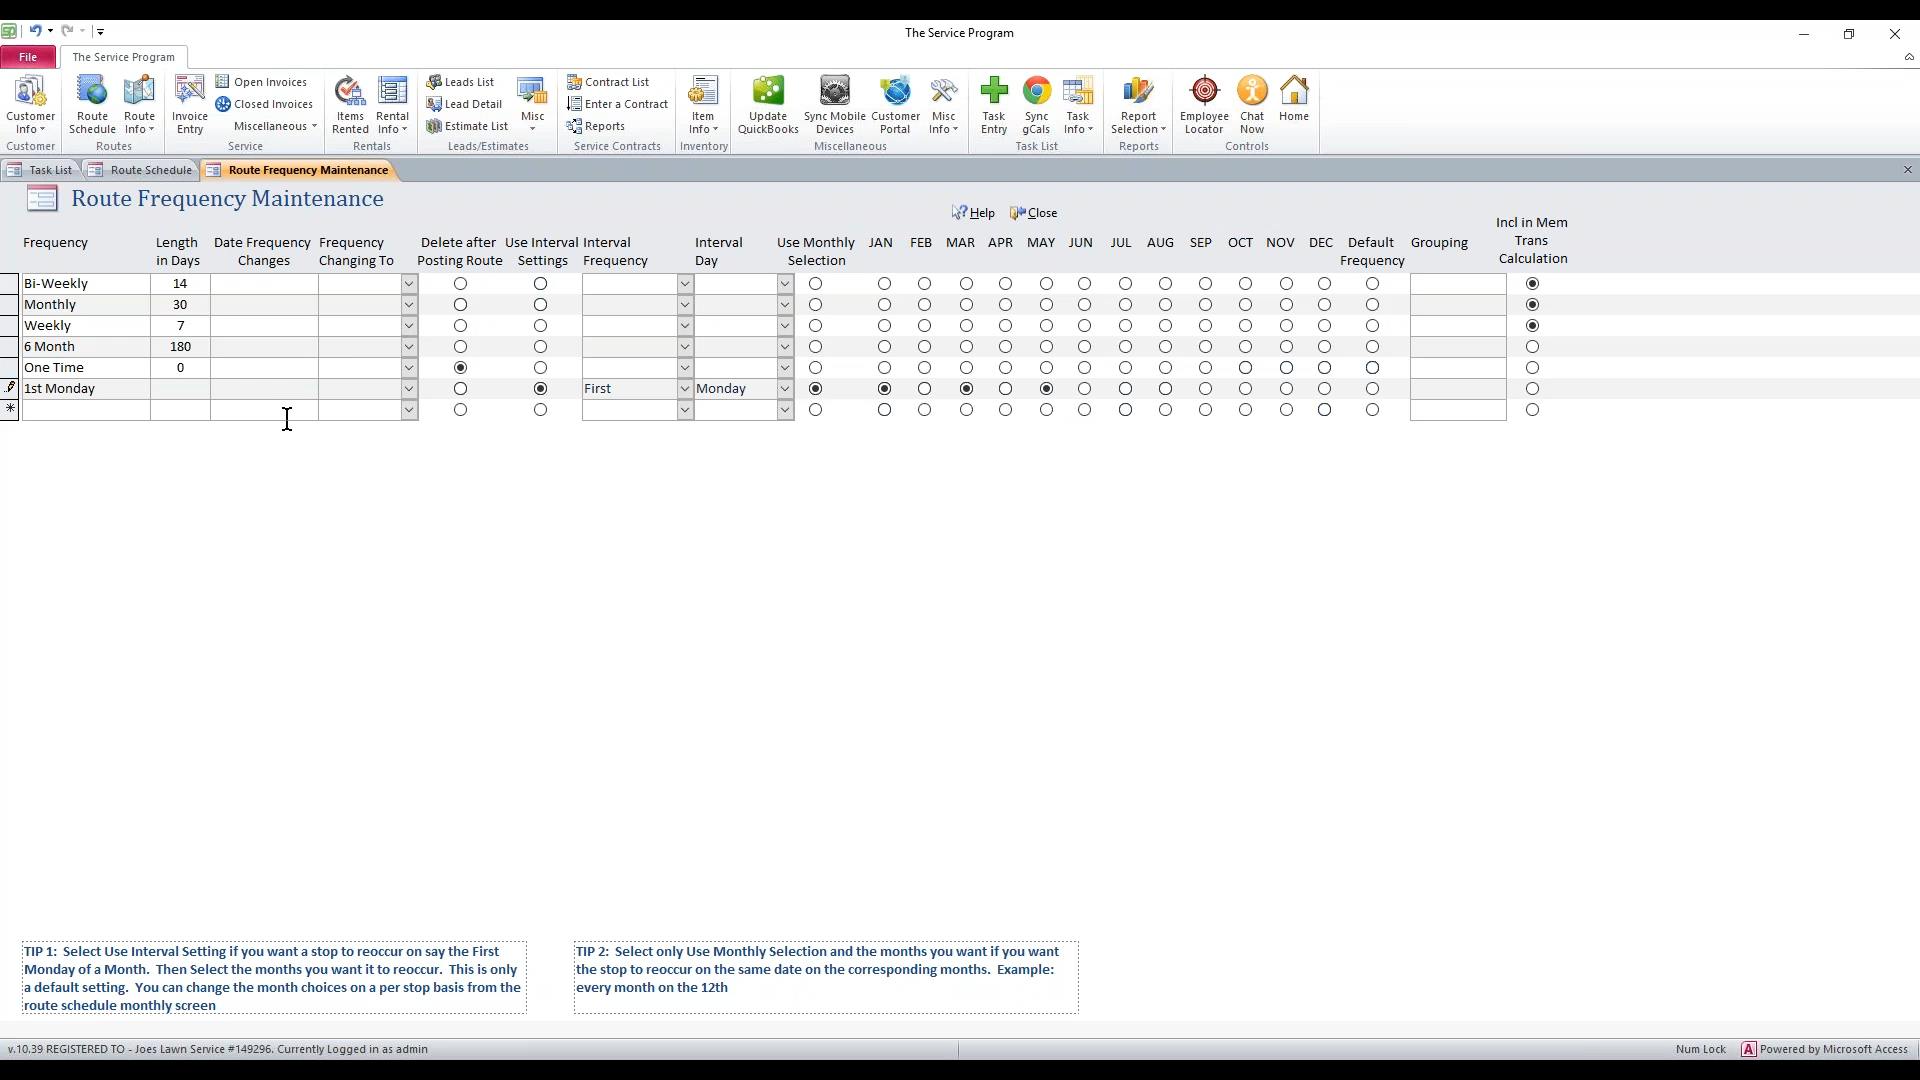 The Service Program
File
The Service Program
Customer Info
Customer
Route Schedule
Route Info
Routes
Invoice Entry
Open Invoices
Closed Invoices
Miscellaneous
Service
Items Rented
Rental Info
Rentals
Leads List
Lead Detail
Estimate List
Misc
Leads/Estimates
Contract List
Enter a Contract
Reports
Service Contracts
Item Info
Inventory
Update QuickBooks
Sync Mobile Devices
Customer Portal
Misc Info
Miscellaneous
Task Entry
Sync gCals
Task Info
Task List
Report Selection
Reports
Employee Locator
Chat Now
Home
Controls
Task List
Route Schedule
Route Frequency Maintenance
Route Frequency Maintenance
Help
Close
Frequency
Length in Days
Date Frequency Changes
Frequency Changing To
Delete after Posting Route
Use Interval Settings
Interval Frequency
Interval Day
Use Monthly Selection
JAN FEB MAR APR MAY JUN JUL AUG SEP OCT NOV DEC
Default Frequency
Grouping
Incl in Mem Trans Calculation
Bi-Weekly 14
Monthly 30
Weekly 7
6 Month 180
One Time 0
1st Monday First Monday
TIP 1: Select Use Interval Setting if you want a stop to reoccur on say the First
Monday of a Month. Then Select the months you want it to reoccur. This is only
a default setting. You can change the month choices on a per stop basis from the
route schedule monthly screen
TIP 2: Select only Use Monthly Selection and the months you want if you want
the stop to reoccur on the same date on the corresponding months. Example:
every month on the 12th
v.10.39 REGISTERED TO - Joes Lawn Service #149296. Currently Logged in as admin
Num Lock
Powered by Microsoft Access